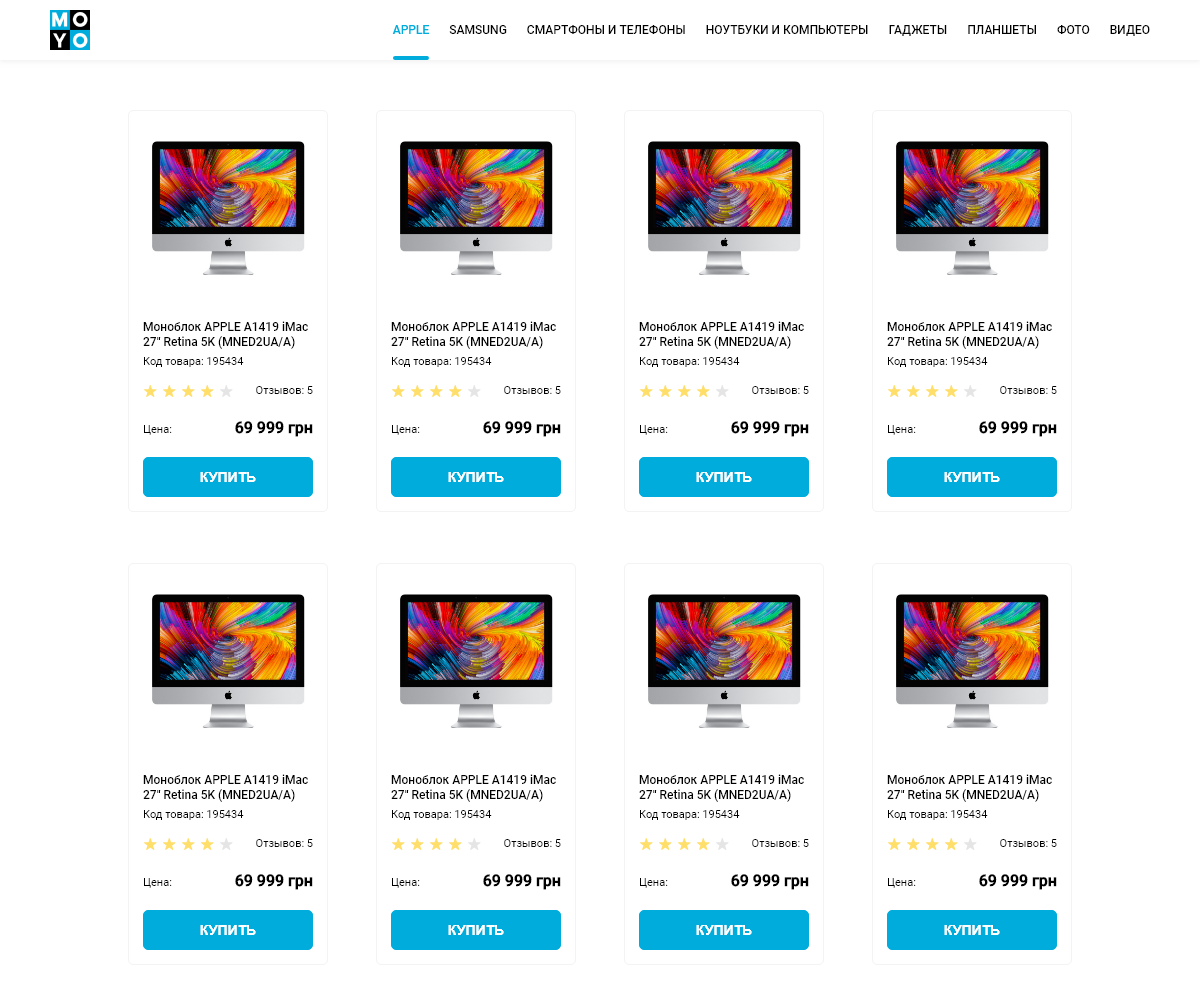 MO
YO
APPLE SAMSUNG СМАРТФОНЫ И ТЕЛЕФОНЫ НОУТБУКИ И КОМПЬЮТЕРЫ ГАДЖЕТЫ ПЛАНШЕТЫ ФОТО ВИДЕО
Моноблок APPLE A1419 iMac
27" Retina 5K (MNED2UA/A)
Код товара: 195434
Отзывов: 5
Цена: 69 999 грн
КУПИТЬ
Моноблок APPLE A1419 iMac
27" Retina 5K (MNED2UA/A)
Код товара: 195434
Отзывов: 5
Цена: 69 999 грн
КУПИТЬ
Моноблок APPLE A1419 iMac
27" Retina 5K (MNED2UA/A)
Код товара: 195434
Отзывов: 5
Цена: 69 999 грн
КУПИТЬ
Моноблок APPLE A1419 iMac
27" Retina 5K (MNED2UA/A)
Код товара: 195434
Отзывов: 5
Цена: 69 999 грн
КУПИТЬ
Моноблок APPLE A1419 iMac
27" Retina 5K (MNED2UA/A)
Код товара: 195434
Отзывов: 5
Цена: 69 999 грн
КУПИТЬ
Моноблок APPLE A1419 iMac
27" Retina 5K (MNED2UA/A)
Код товара: 195434
Отзывов: 5
Цена: 69 999 грн
КУПИТЬ
Моноблок APPLE A1419 iMac
27" Retina 5K (MNED2UA/A)
Код товара: 195434
Отзывов: 5
Цена: 69 999 грн
КУПИТЬ
Моноблок APPLE A1419 iMac
27" Retina 5K (MNED2UA/A)
Код товара: 195434
Отзывов: 5
Цена: 69 999 грн
КУПИТЬ